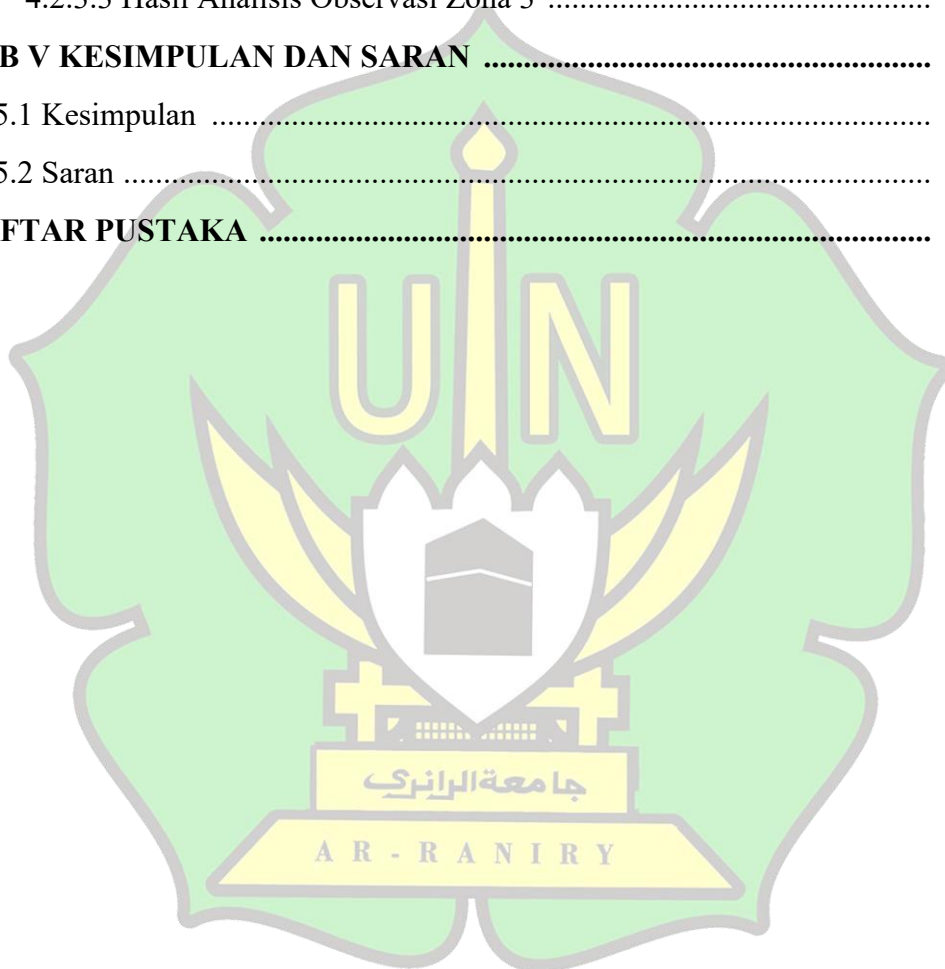 4.2.3.3 Hasil Analisis Observasi Zona 3 ................................................
B V KESIMPULAN DAN SARAN ........................................................
5.1 Kesimpulan ..........................................................................................
5.2 Saran .....................................................................................................
FTAR PUSTAKA ....................................................................................
UIN
جامعة الرانري
AR-RANIRY